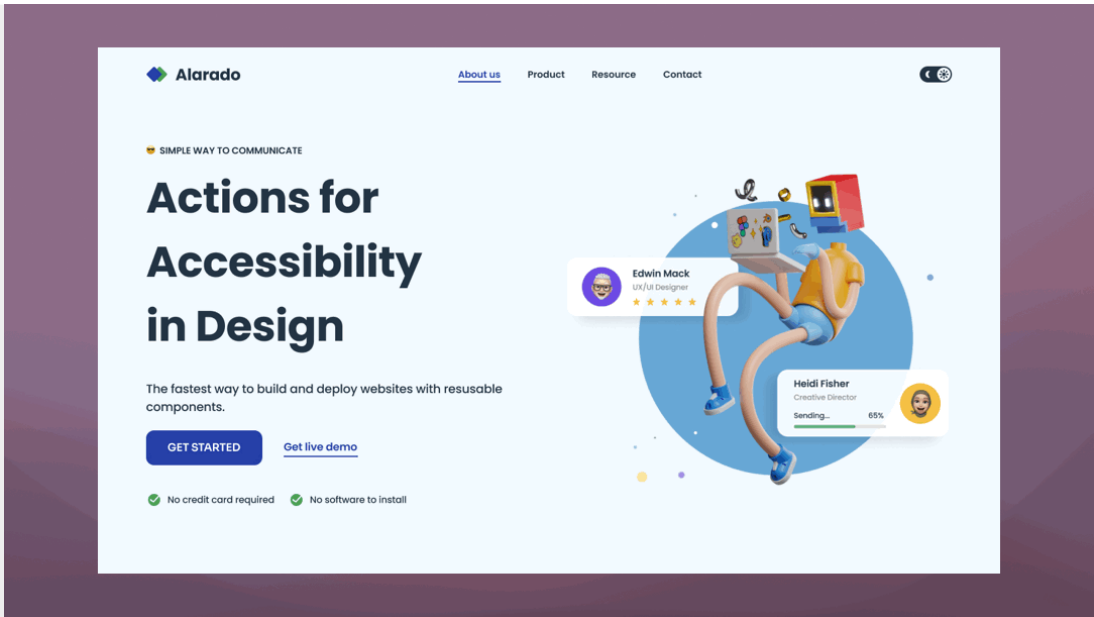 Alarado
About us
Product
Resource
Contact
😎 SIMPLE WAY TO COMMUNICATE
Actions for
Accessibility
in Design
The fastest way to build and deploy websites with resusable
components.
GET STARTED
Get live demo
No credit card required
No software to install
Edwin Mack
UX/UI Designer
Heidi Fisher
Creative Director
Sending...
65%